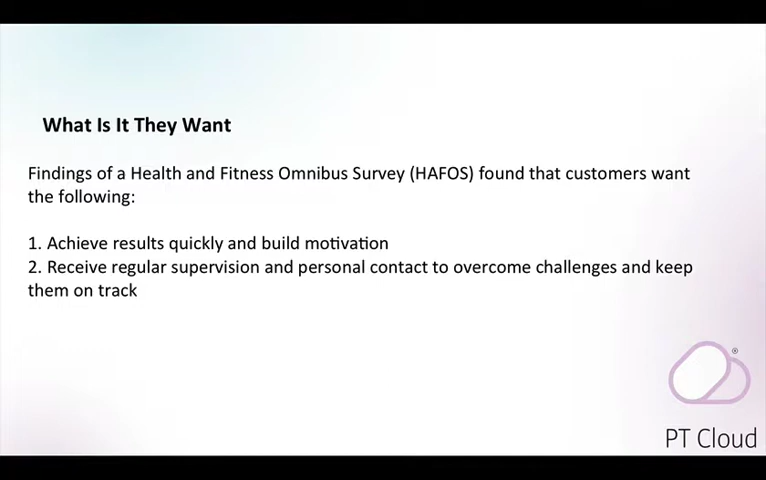 What Is It They Want
Findings of a Health and Fitness Omnibus Survey (HAFOS) found that customers want
the following:
1. Achieve results quickly and build motivation
2. Receive regular supervision and personal contact to overcome challenges and keep
them on track
®
PT Cloud